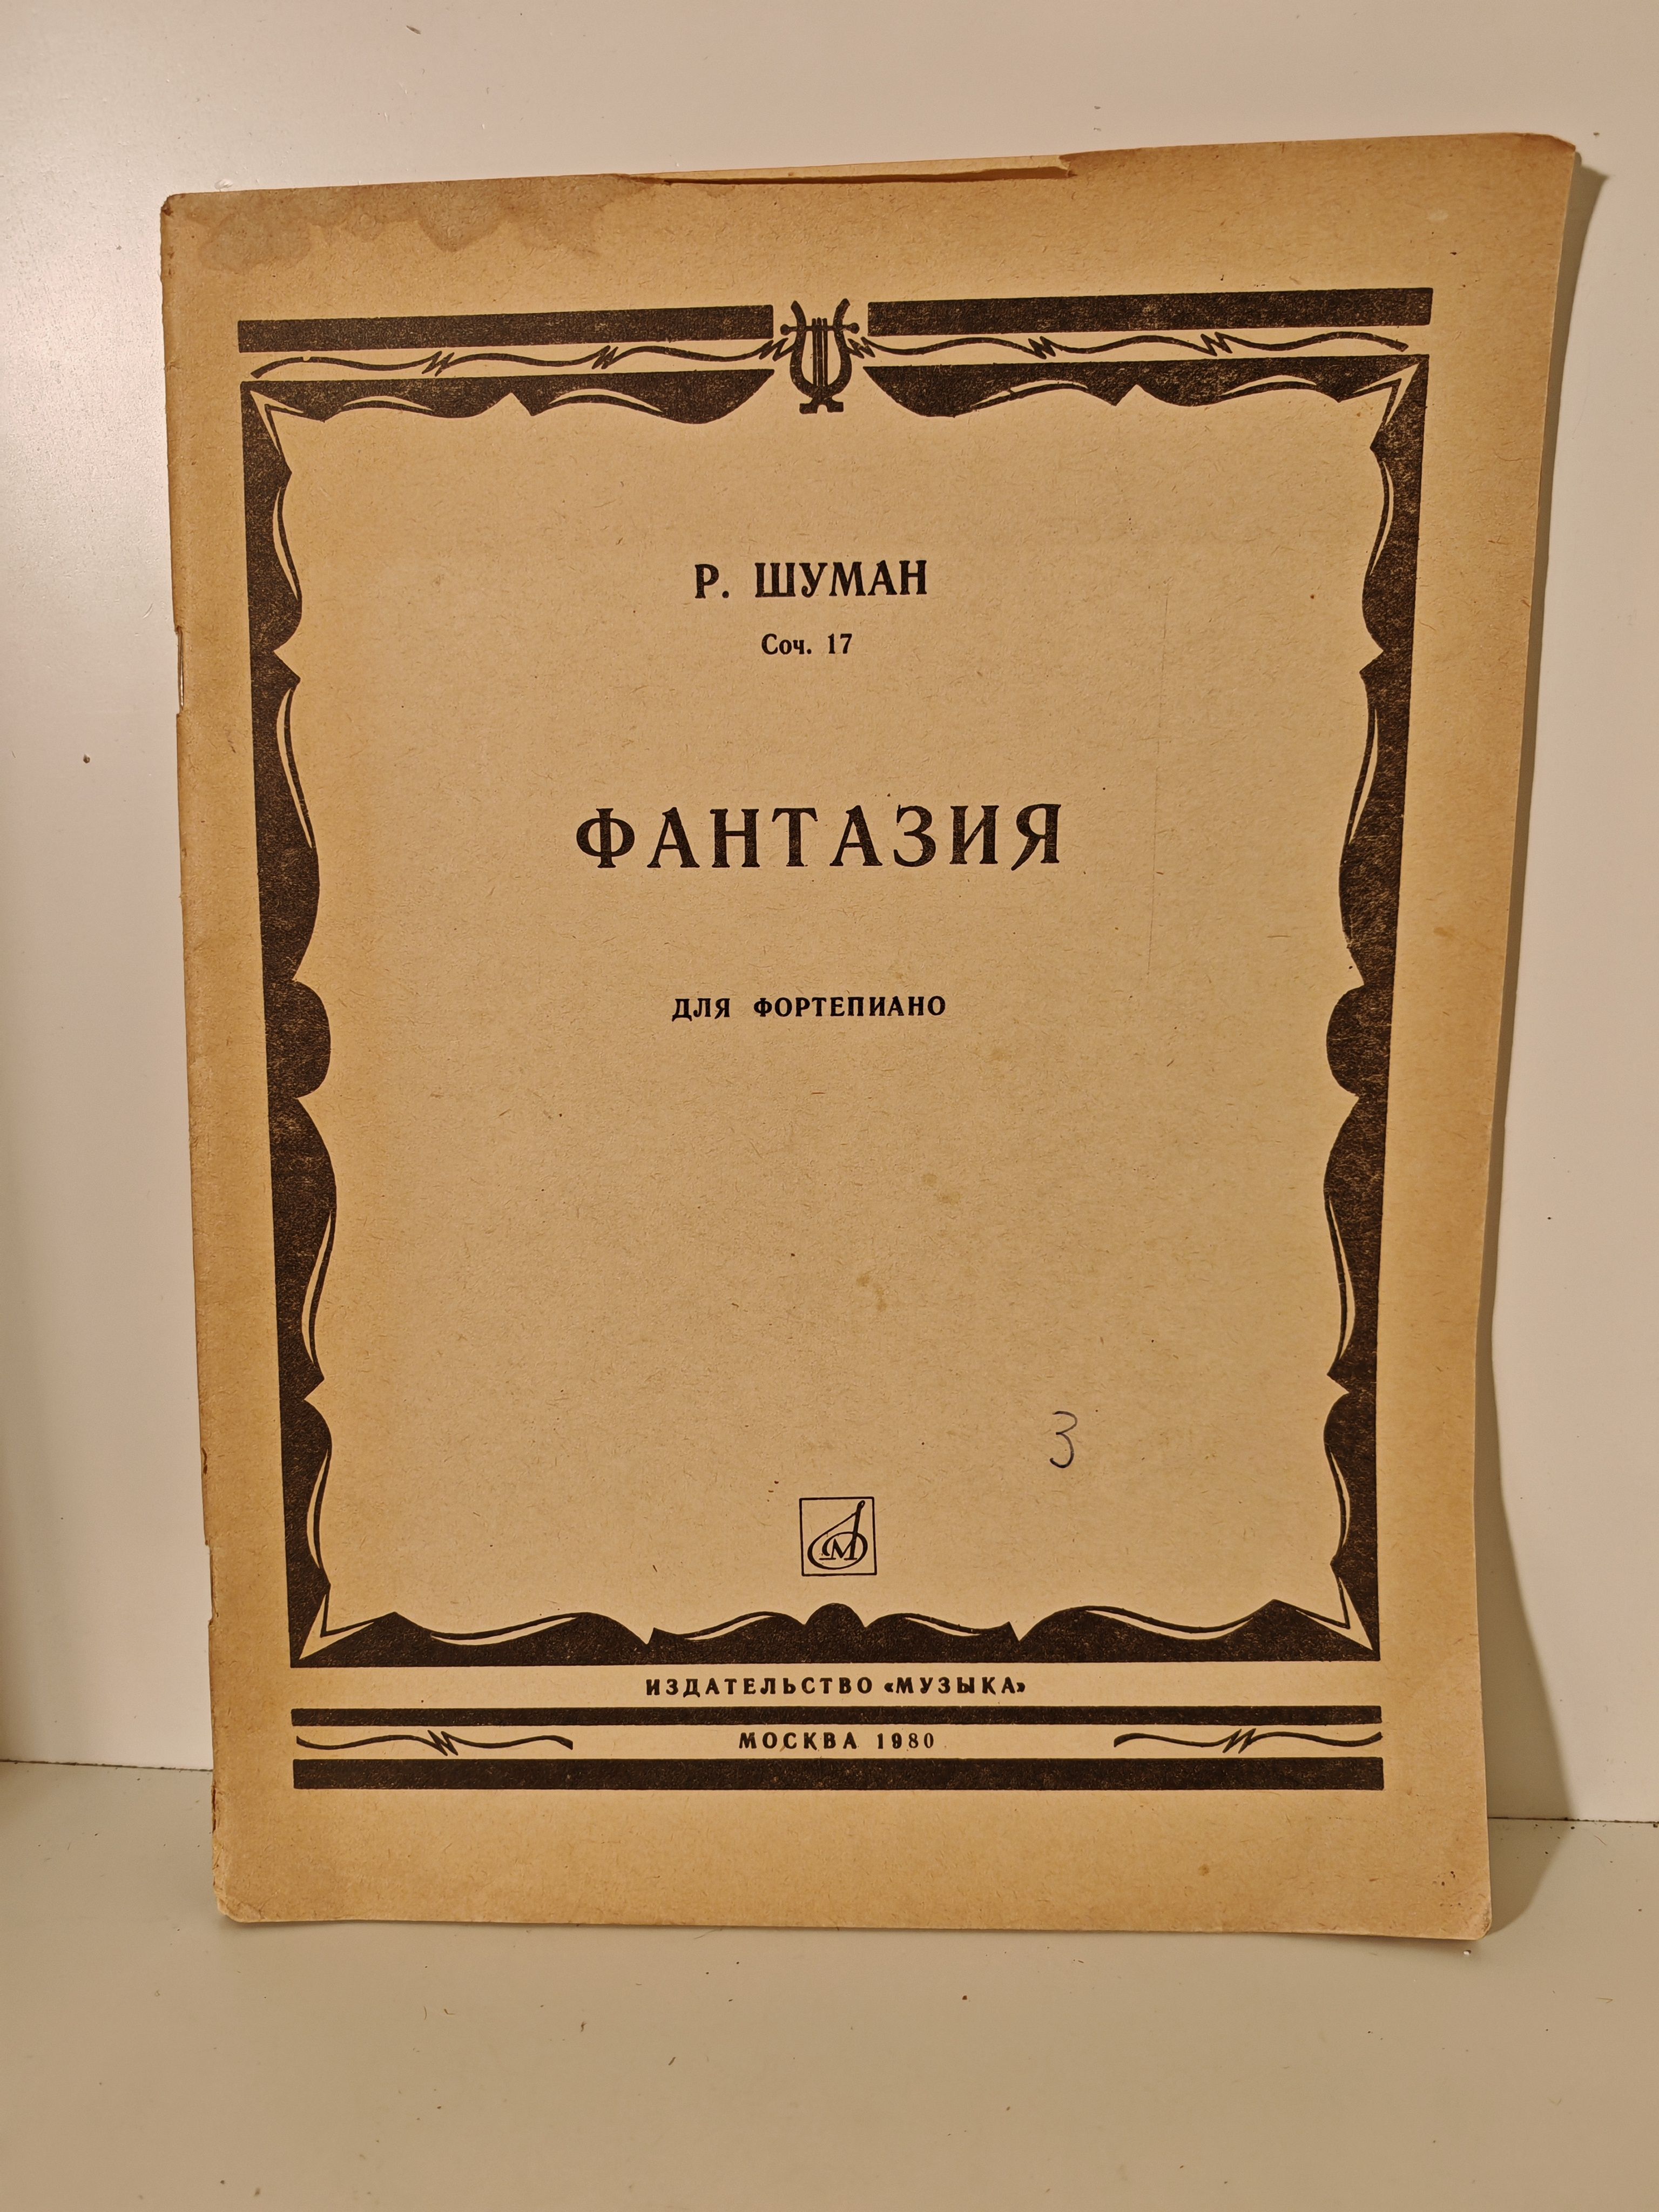 Р. ШУМАН
Соч. 17
ФАНТАЗИЯ
ДЛЯ ФОРТЕПИАНО
3
М
ИЗДАТЕЛЬСТВО «МУЗЫКА»
МОСКВА 1980